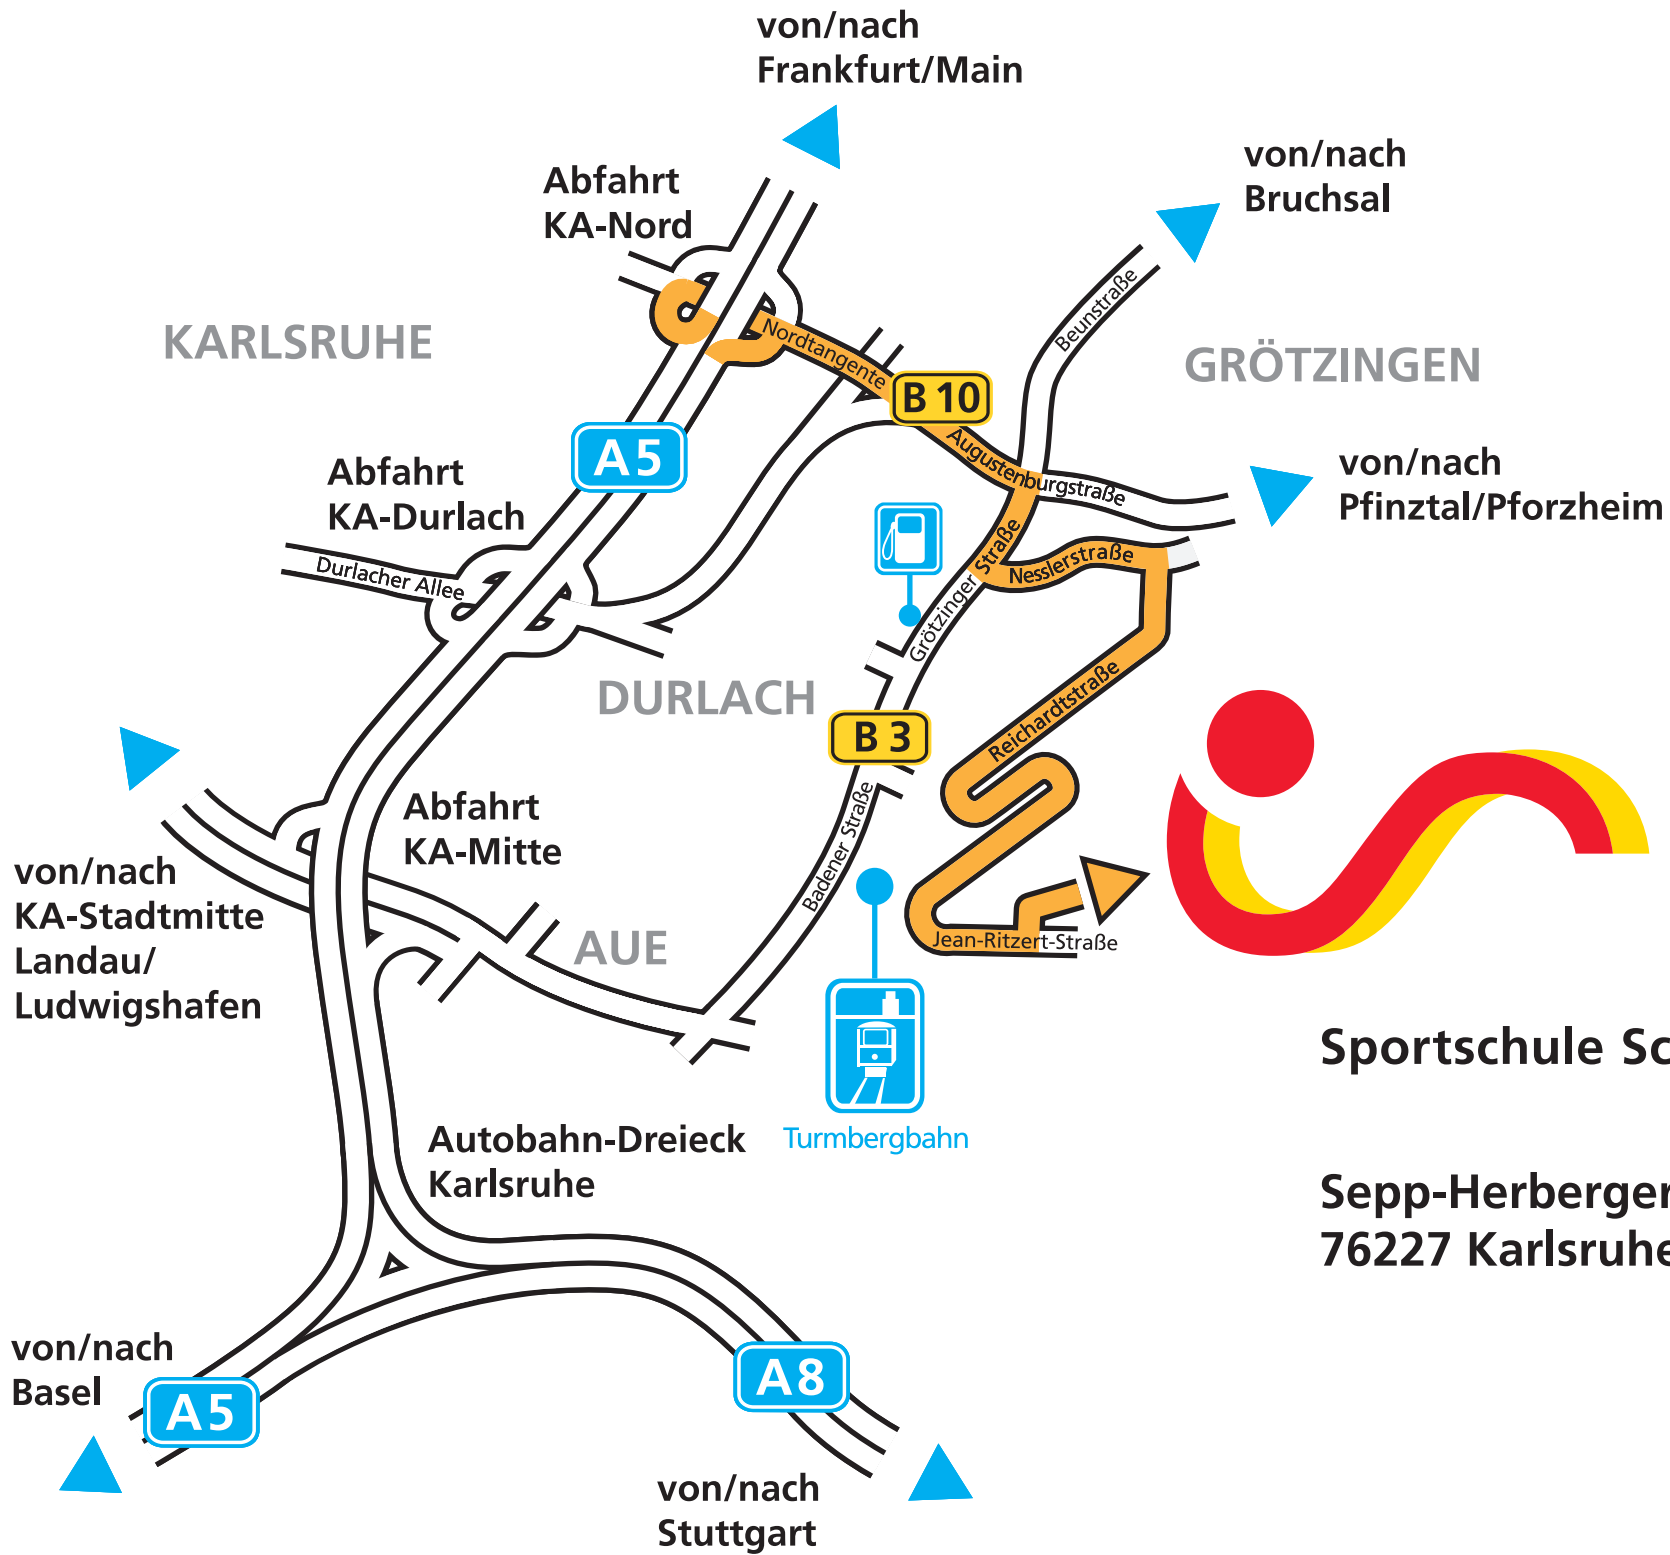 von/nach
Frankfurt/Main
von/nach
Bruchsal
Abfahrt
KA-Nord
KARLSRUHE
GRÖTZINGEN
Beunstraße
Nordtangente
B 10
A 5
Augustenburgstraße
von/nach
Pfinztal/Pforzheim
Abfahrt
KA-Durlach
Durlacher Allee
Grötzinger Straße
Nesslerstraße
DURLACH
Reichardtstraße
B 3
Abfahrt
KA-Mitte
Badener Straße
von/nach
KA-Stadtmitte
Landau/
Ludwigshafen
AUE
Jean-Ritzert-Straße
Turmbergbahn
Sportschule Sc
Autobahn-Dreieck
Karlsruhe
Sepp-Herberger
76227 Karlsruhe
von/nach
Basel
A 5
A 8
von/nach
Stuttgart